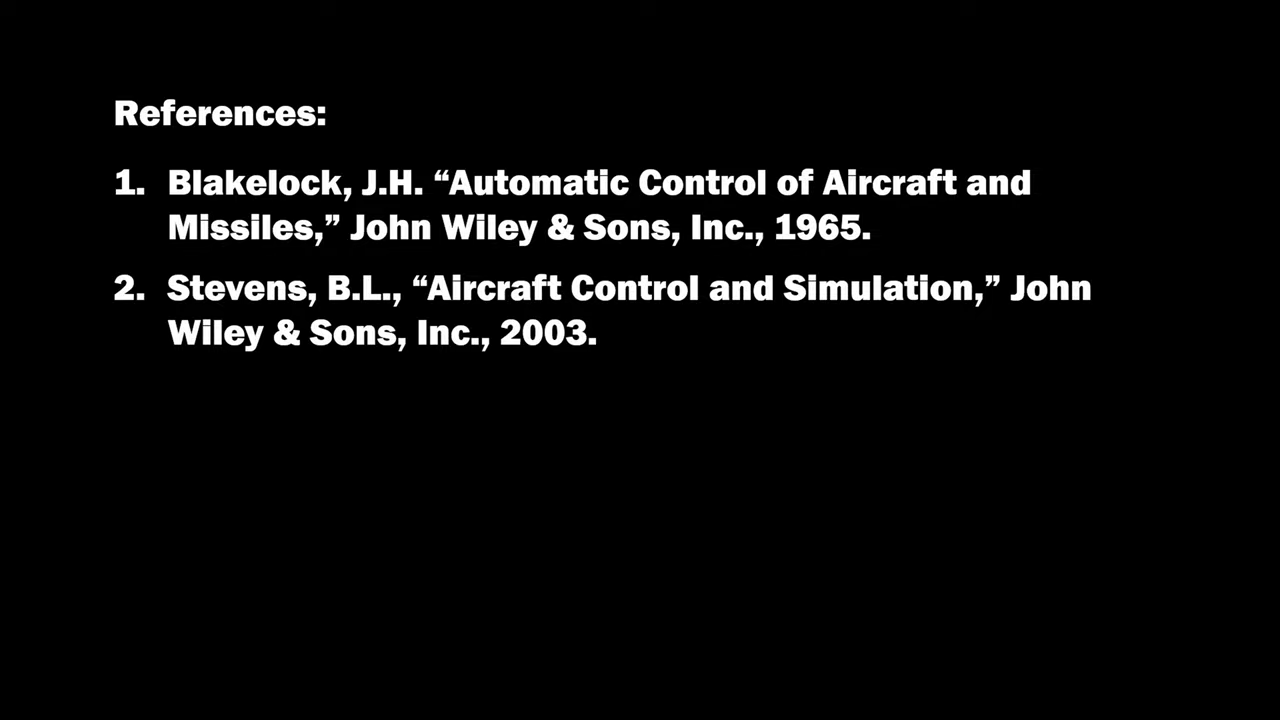 References:
1. Blakelock, J.H. “Automatic Control of Aircraft and
Missiles,” John Wiley & Sons, Inc., 1965.
2. Stevens, B.L., “Aircraft Control and Simulation,” John
Wiley & Sons, Inc., 2003.